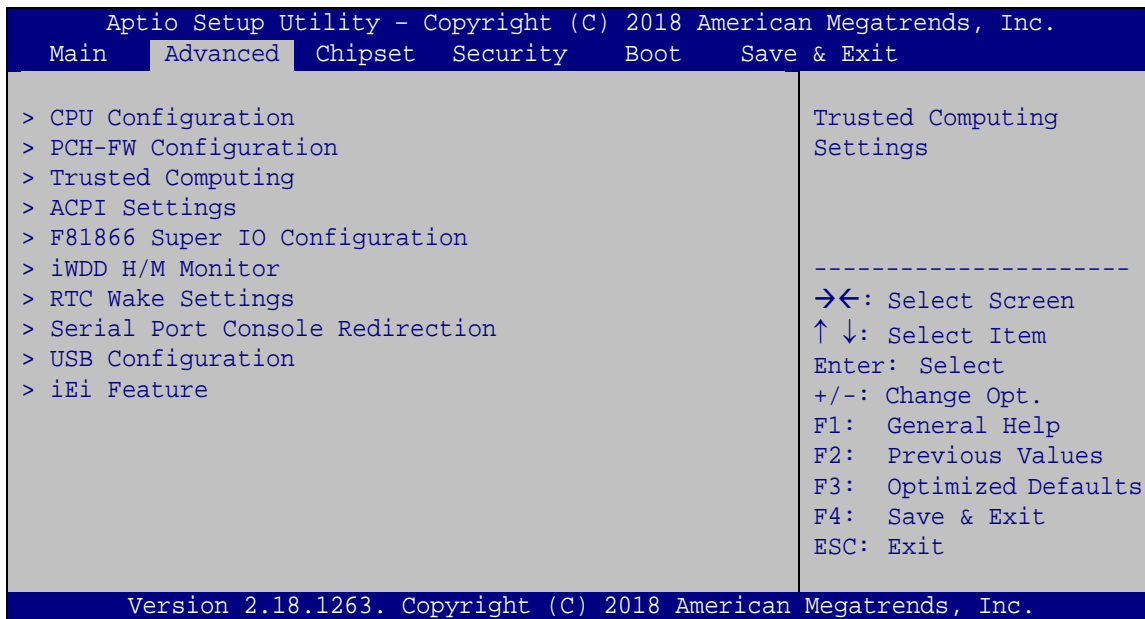 Aptio Setup Utility – Copyright (C) 2018 American Megatrends, Inc.
Main Advanced Chipset Security Boot Save & Exit
> CPU Configuration
> PCH-FW Configuration
> Trusted Computing
> ACPI Settings
> F81866 Super IO Configuration
> iWDD H/M Monitor
> RTC Wake Settings
> Serial Port Console Redirection
> USB Configuration
> iEi Feature
Trusted Computing
Settings
----------------------
→←: Select Screen
↑ ↓: Select Item
Enter: Select
+/-: Change Opt.
F1: General Help
F2: Previous Values
F3: Optimized Defaults
F4: Save & Exit
ESC: Exit
Version 2.18.1263. Copyright (C) 2018 American Megatrends, Inc.